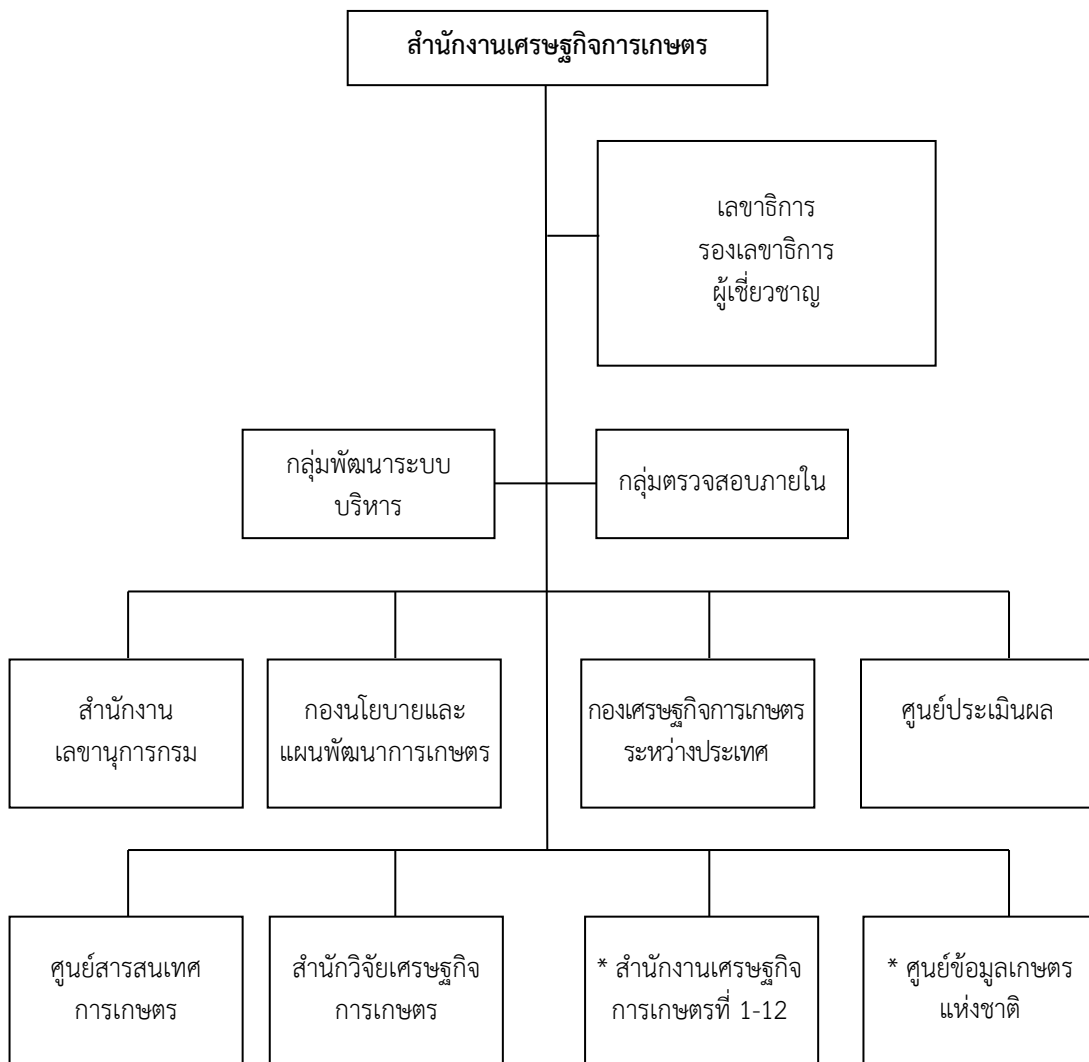 สำนักงานเศรษฐกิจการเกษตร
เลขาธิการ
รองเลขาธิการ
ผู้เชี่ยวชาญ
กลุ่มพัฒนาระบบ
บริหาร
กลุ่มตรวจสอบภายใน
สำนักงาน
เลขานุการกรม
กองนโยบายและ
แผนพัฒนาการเกษตร
กองเศรษฐกิจการเกษตร
ระหว่างประเทศ
ศูนย์ประเมินผล
ศูนย์สารสนเทศ
การเกษตร
สำนักวิจัยเศรษฐกิจ
การเกษตร
* สำนักงานเศรษฐกิจ
การเกษตรที่ 1-12
* ศูนย์ข้อมูลเกษตร
แห่งชาติ